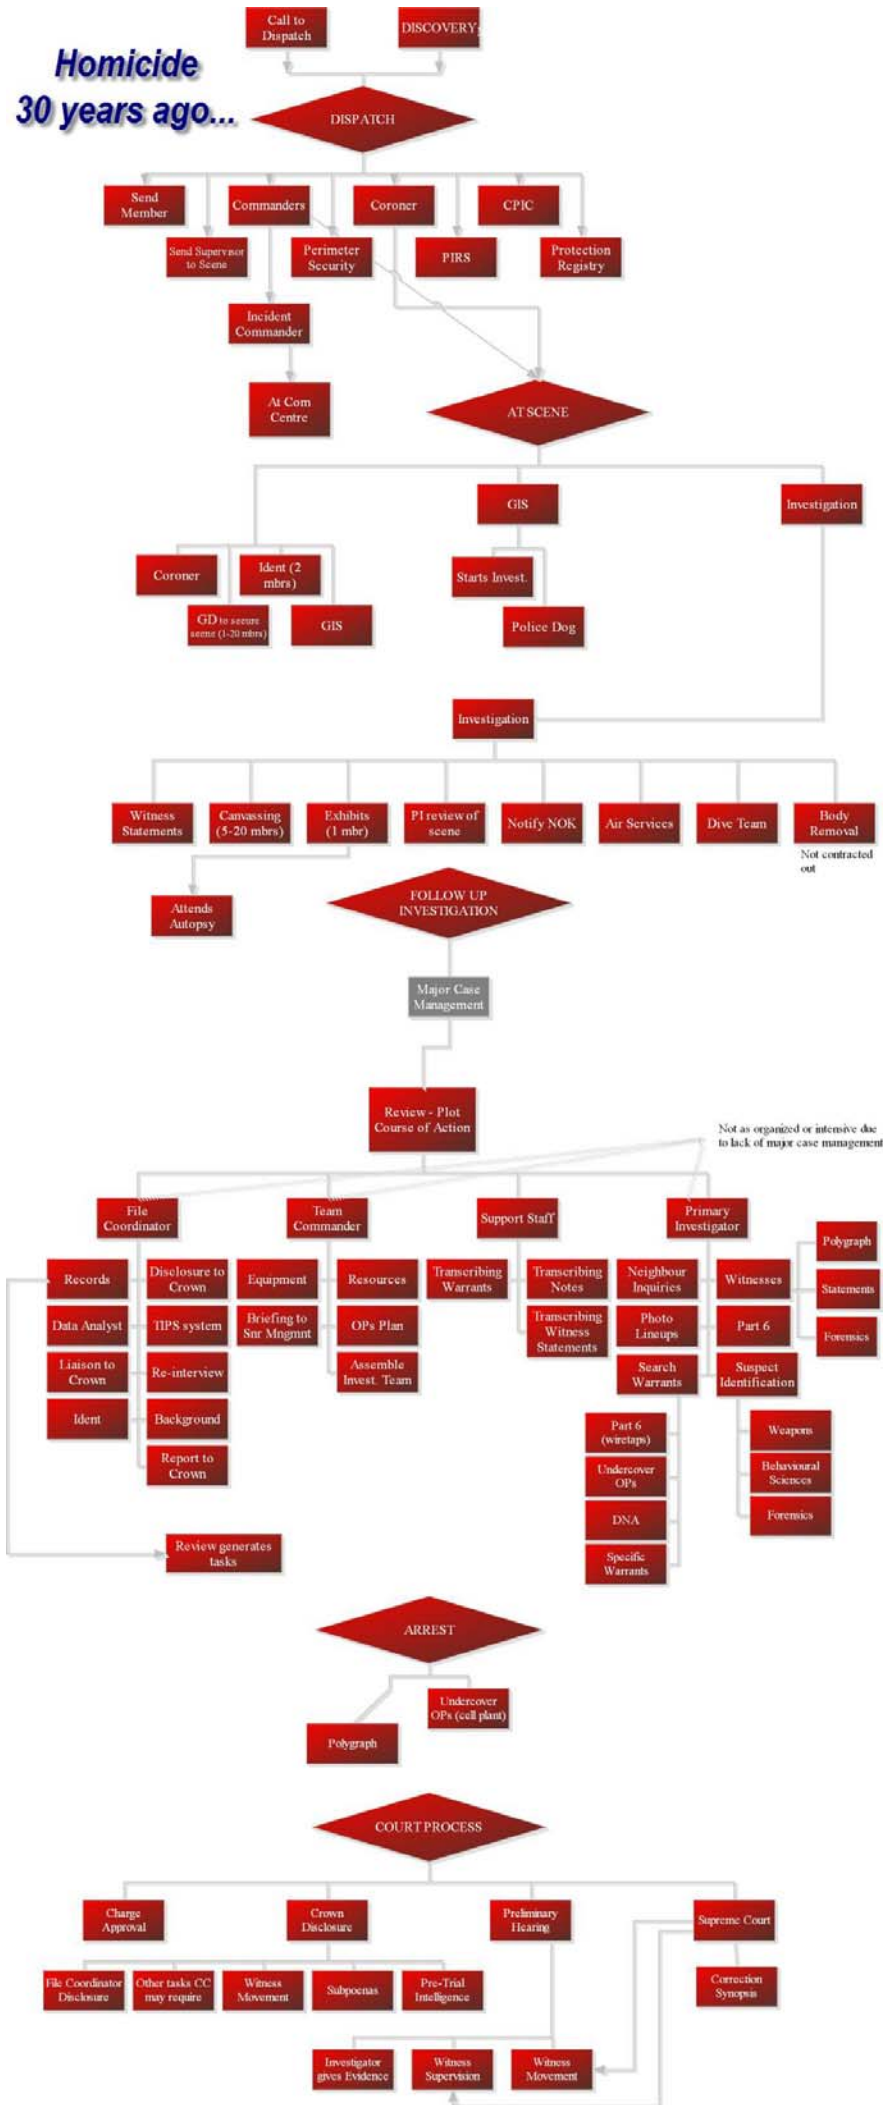 Homicide
30 years ago...
Call to
Dispatch
DISCOVERY
DISPATCH
Send
Member
Commanders
Coroner
CPIC
Send Supervisor
to Scene
Perimeter
Security
PIRS
Protection
Registry
Incident
Commander
At Com
Centre
AT SCENE
GIS
Investigation
Coroner
Ident (2
mbrs)
Starts Invest.
GD to secure
scene (1-20 mbrs)
GIS
Police Dog
Investigation
Witness
Statements
Canvassing
(5-20 mbrs)
Exhibits
(1 mbr)
PI review of
scene
Notify NOK
Air Services
Dive Team
Body
Removal
Not contracted
out
Attends
Autopsy
FOLLOW UP
INVESTIGATION
Major Case
Management
Review - Plot
Course of Action
Not as organized or intensive due
to lack of major case management
File
Coordinator
Team
Commander
Support Staff
Primary
Investigator
Records
Disclosure to
Crown
Data Analyst
TIPS system
Liaison to
Crown
Re-interview
Ident
Background
Report to
Crown
Equipment
Resources
Briefing to
Snr Mngmnt
OPs Plan
Assemble
Invest. Team
Transcribing
Warrants
Transcribing
Notes
Transcribing
Witness
Statements
Neighbour
Inquiries
Witnesses
Photo
Lineups
Part 6
Search
Warrants
Suspect
Identification
Polygraph
Statements
Forensics
Part 6
(wiretaps)
Undercover
OPs
DNA
Specific
Warrants
Weapons
Behavioural
Sciences
Forensics
Review generates
tasks
ARREST
Undercover
OPs (cell plant)
Polygraph
COURT PROCESS
Charge
Approval
Crown
Disclosure
Preliminary
Hearing
Supreme Court
File Coordinator
Disclosure
Other tasks CC
may require
Witness
Movement
Subpoenas
Pre-Trial
Intelligence
Correction
Synopsis
Investigator
gives Evidence
Witness
Supervision
Witness
Movement